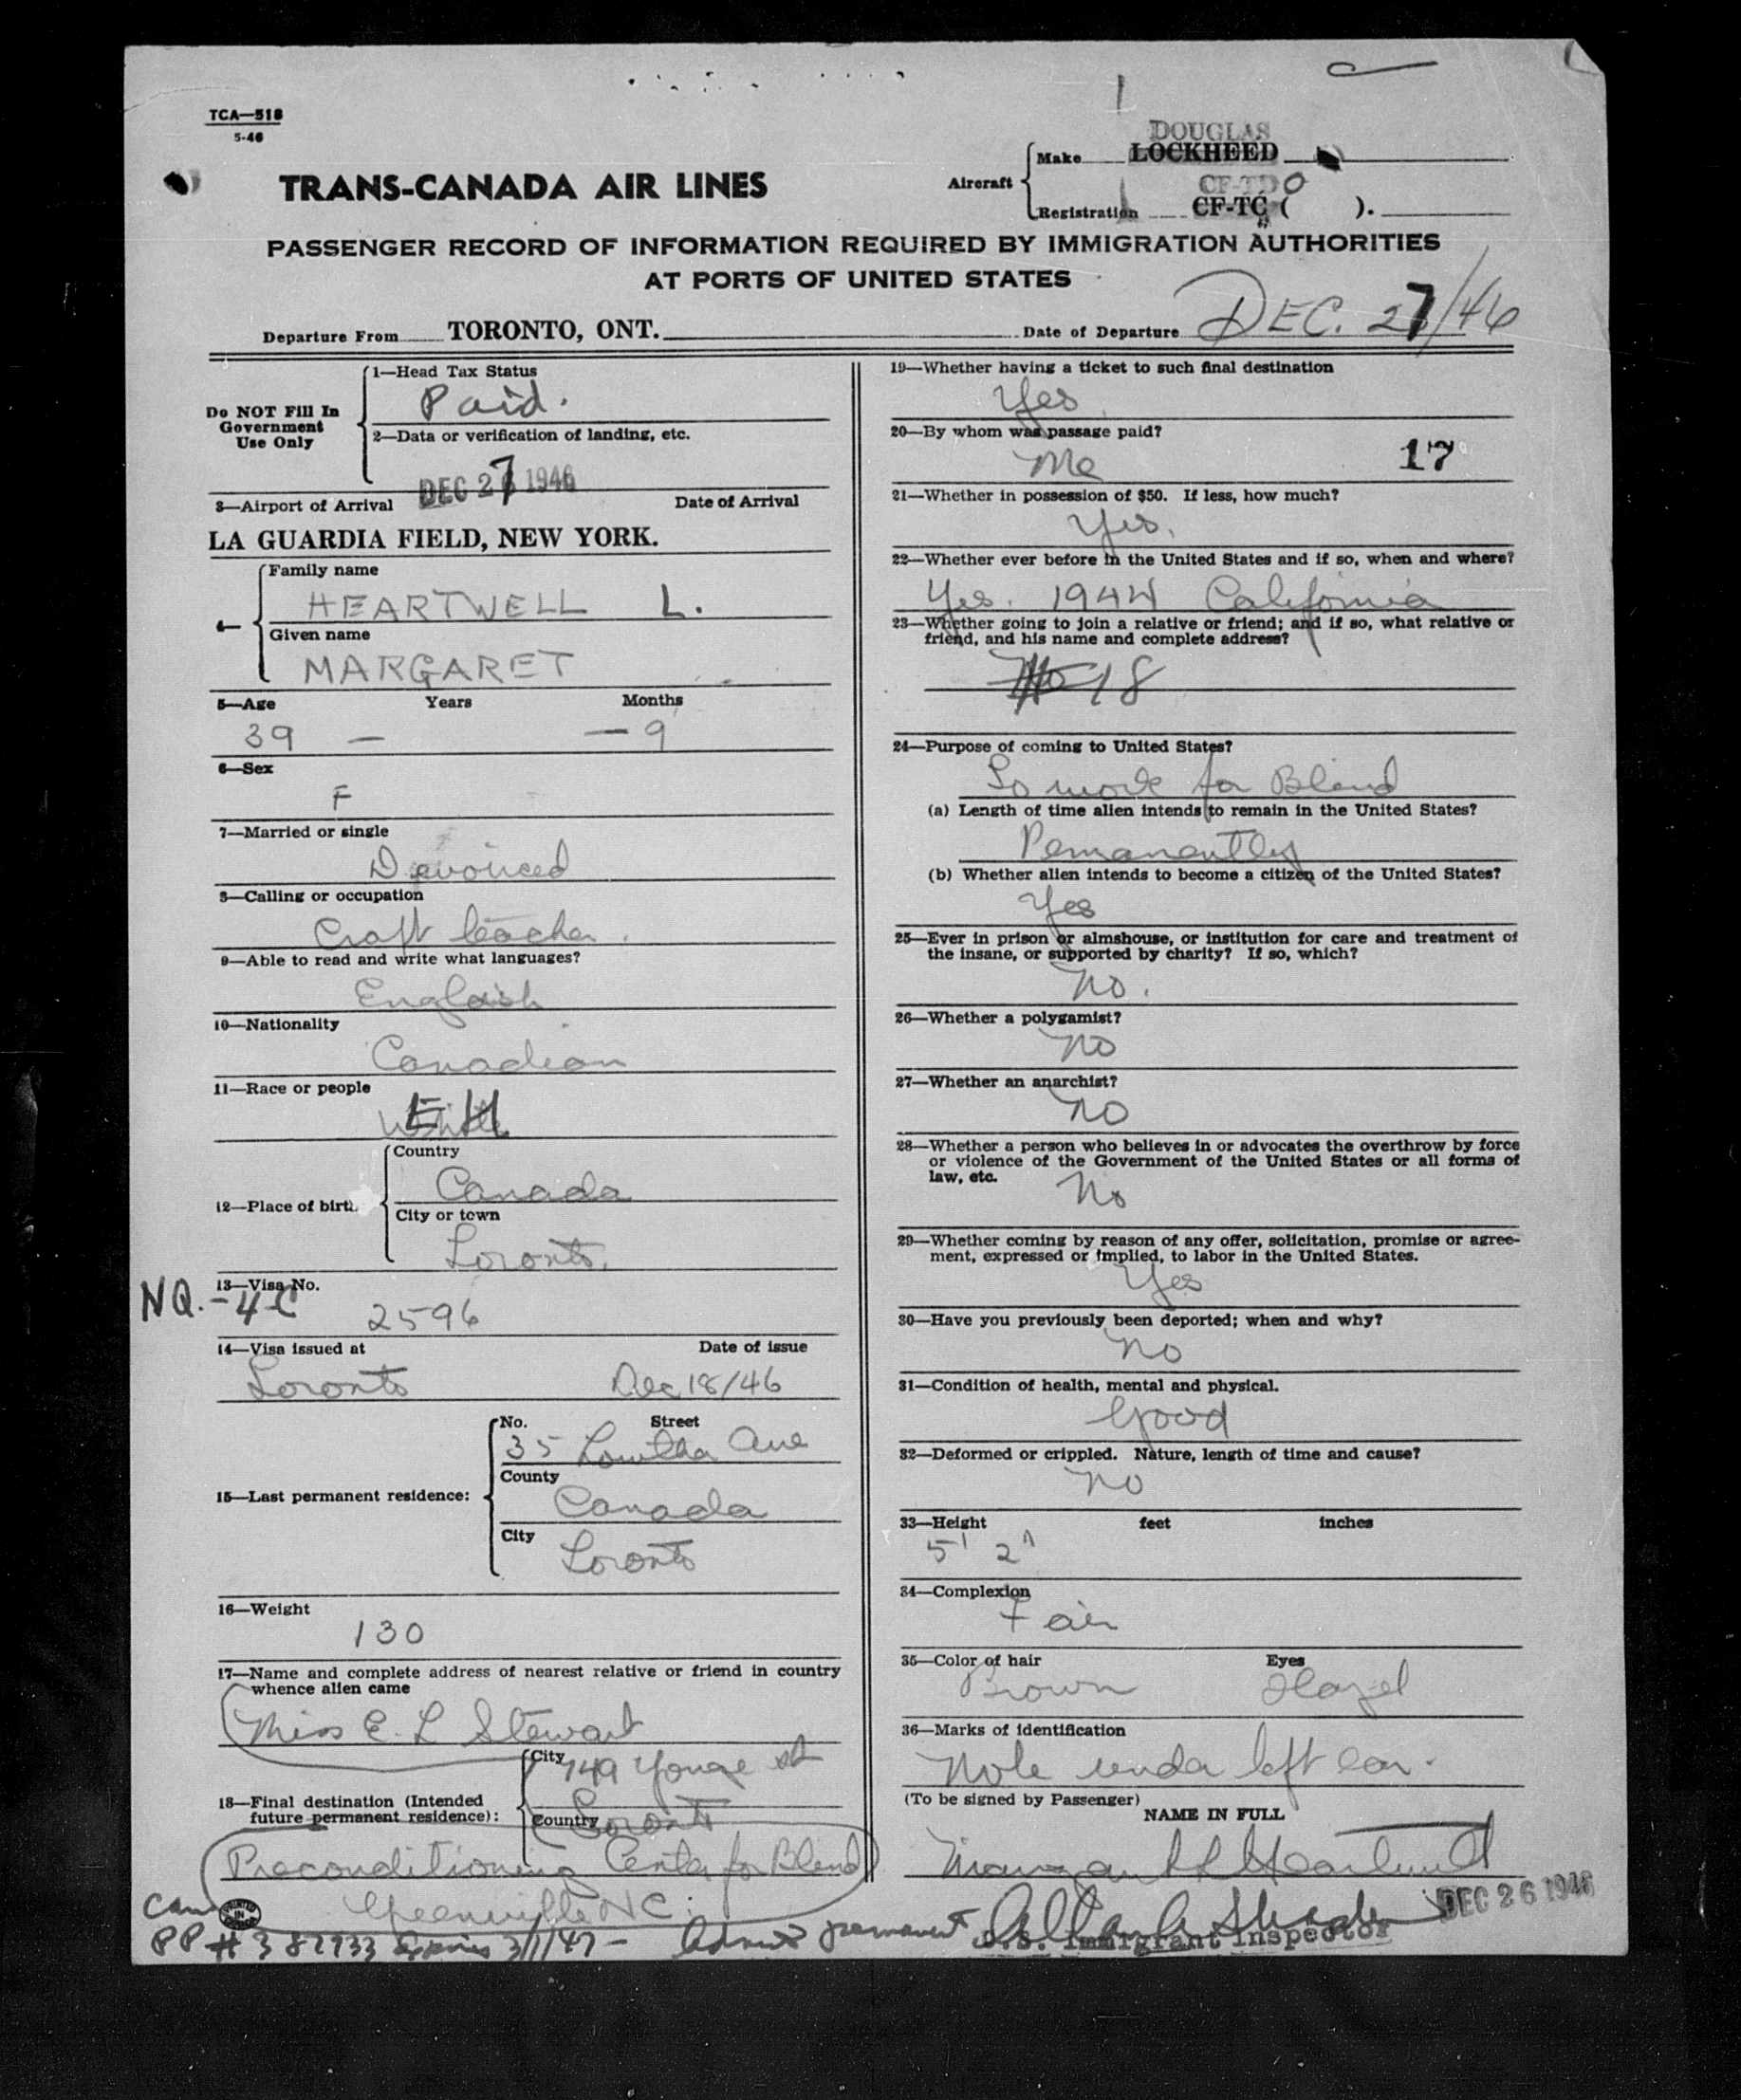 TCA—518
5-46
TRANS-CANADA AIR LINES
Aircraft
Make DOUGLAS
LOCKHEED
Registration CF-TDO
CF-TC ( ).
PASSENGER RECORD OF INFORMATION REQUIRED BY IMMIGRATION AUTHORITIES
AT PORTS OF UNITED STATES
Departure From TORONTO, ONT. Date of Departure DEC. 27/46
Do NOT Fill In
Government
Use Only
1—Head Tax Status
Paid.
2—Data or verification of landing, etc.
DEC 27 1946
3—Airport of Arrival Date of Arrival
LA GUARDIA FIELD, NEW YORK.
4—
Family name
HEARTWELL L.
Given name
MARGARET
5—Age Years Months
39 — — 9
6—Sex
F
7—Married or single
Divorced
8—Calling or occupation
Craft teacher.
9—Able to read and write what languages?
English
10—Nationality
Canadian
11—Race or people
White
12—Place of birth
Country
Canada
City or town
Toronto.
13—Visa No.
NQ.-4-C
2596
14—Visa issued at Date of issue
Toronto Dec 18/46
15—Last permanent residence:
No. Street
35 Lowther Ave
County
Canada
City
Toronto
16—Weight
130
17—Name and complete address of nearest relative or friend in country
whence alien came
Miss E. L Stewart
749 Yonge St
Toronto
18—Final destination (Intended
future permanent residence):
City
Country
Preconditioning Center for Blind
Greenville NC.
Can
PP # 3 expires 3/1/47 - Admit permanent
19—Whether having a ticket to such final destination
Yes
20—By whom was passage paid?
Me 17
21—Whether in possession of $50. If less, how much?
Yes.
22—Whether ever before in the United States and if so, when and where?
Yes. 1944 California
23—Whether going to join a relative or friend; and if so, what relative or
friend, and his name and complete address?
No 18
24—Purpose of coming to United States?
To work for Blind
(a) Length of time alien intends to remain in the United States?
Pemanently
(b) Whether alien intends to become a citizen of the United States?
Yes
25—Ever in prison or almshouse, or institution for care and treatment of
the insane, or supported by charity? If so, which?
No.
26—Whether a polygamist?
No
27—Whether an anarchist?
No
28—Whether a person who believes in or advocates the overthrow by force
or violence of the Government of the United States or all forms of
law, etc.
No
29—Whether coming by reason of any offer, solicitation, promise or agree-
ment, expressed or implied, to labor in the United States.
Yes
30—Have you previously been deported; when and why?
No
31—Condition of health, mental and physical.
Good
32—Deformed or crippled. Nature, length of time and cause?
No
33—Height feet inches
5' 2"
34—Complexion
Fair
35—Color of hair Eyes
Brown Hazel
36—Marks of identification
Mole under left ear.
(To be signed by Passenger)
NAME IN FULL
Margaret L Heartwell
DEC 26 1946
U.S. Immigrant Inspector